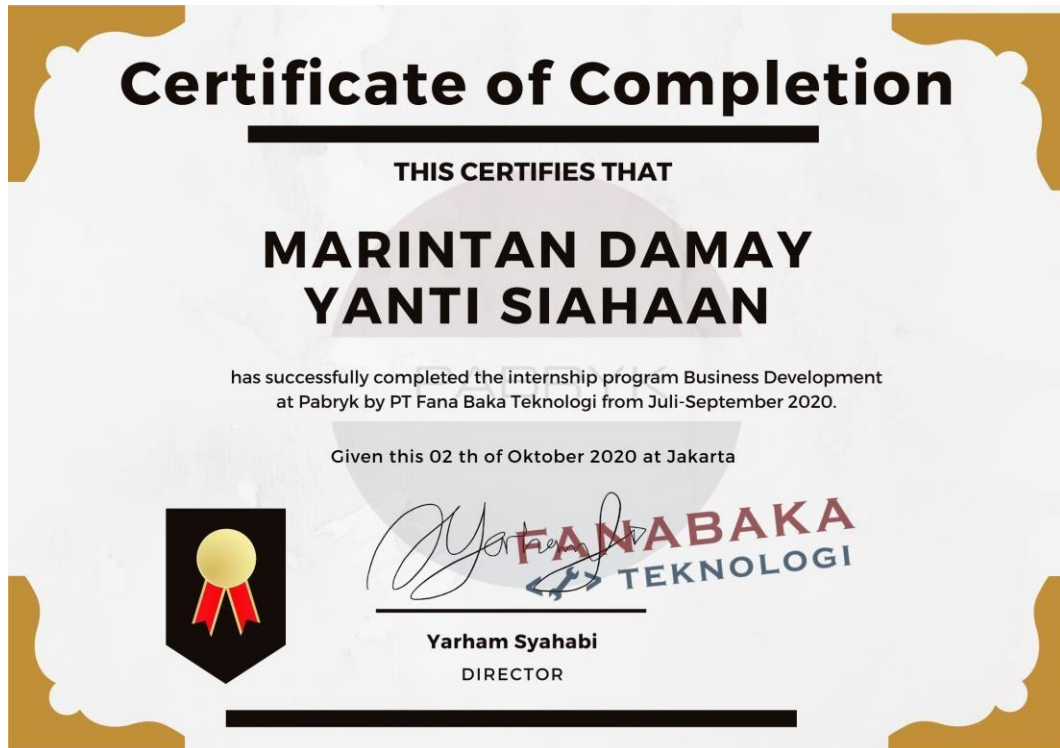 Certificate of Completion
THIS CERTIFIES THAT
MARINTAN DAMAY
YANTI SIAHAAN
PABRYK
has successfully completed the internship program Business Development
at Pabryk by PT Fana Baka Teknologi from Juli-September 2020.
Given this 02 th of Oktober 2020 at Jakarta
FANABAKA
TEKNOLOGI
Yarham Syahabi
DIRECTOR